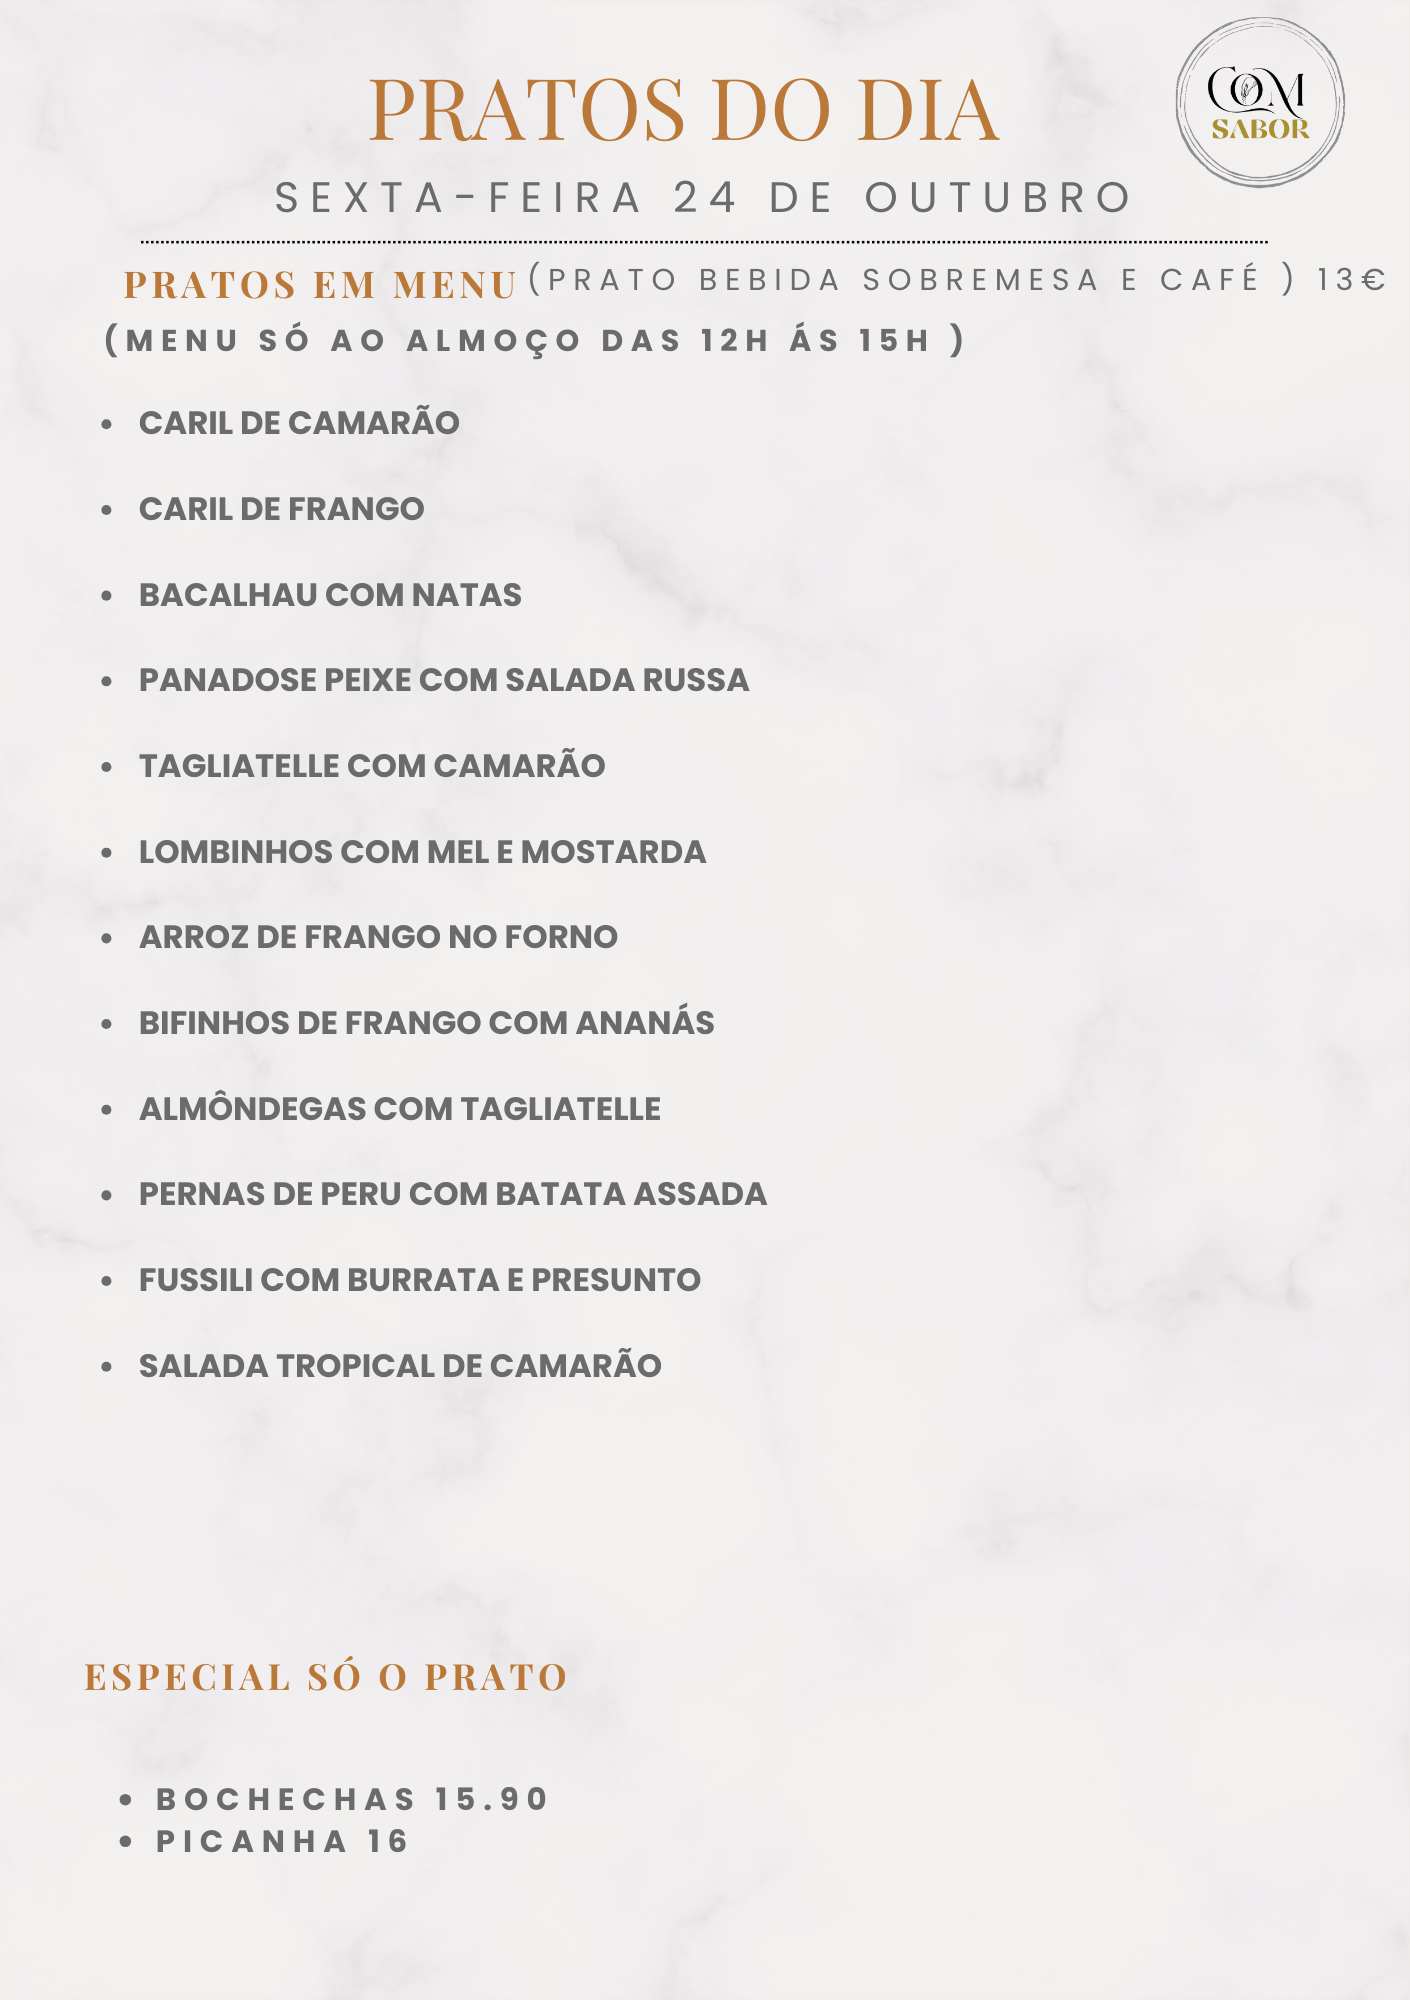 COM
SABOR
PRATOS DO DIA
SEXTA-FEIRA 24 DE OUTUBRO
PRATOS EM MENU (PRATO BEBIDA SOBREMESA E CAFÉ ) 13€
(MENU SÓ AO ALMOÇO DAS 12H ÁS 15H )
• CARIL DE CAMARÃO
• CARIL DE FRANGO
• BACALHAU COM NATAS
• PANADOSE PEIXE COM SALADA RUSSA
• TAGLIATELLE COM CAMARÃO
• LOMBINHOS COM MEL E MOSTARDA
• ARROZ DE FRANGO NO FORNO
• BIFINHOS DE FRANGO COM ANANÁS
• ALMÔNDEGAS COM TAGLIATELLE
• PERNAS DE PERU COM BATATA ASSADA
• FUSSILI COM BURRATA E PRESUNTO
• SALADA TROPICAL DE CAMARÃO
ESPECIAL SÓ O PRATO
• BOCHECHAS 15.90
• PICANHA 16